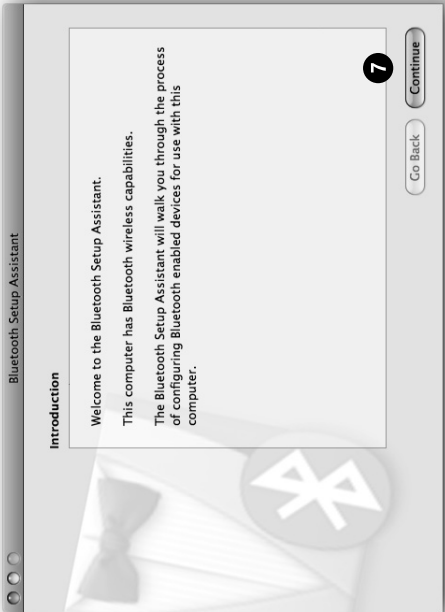 Bluetooth Setup Assistant
Introduction
Welcome to the Bluetooth Setup Assistant.
This computer has Bluetooth wireless capabilities.
The Bluetooth Setup Assistant will walk you through the process
of configuring Bluetooth enabled devices for use with this
computer.
7
Go Back
Continue